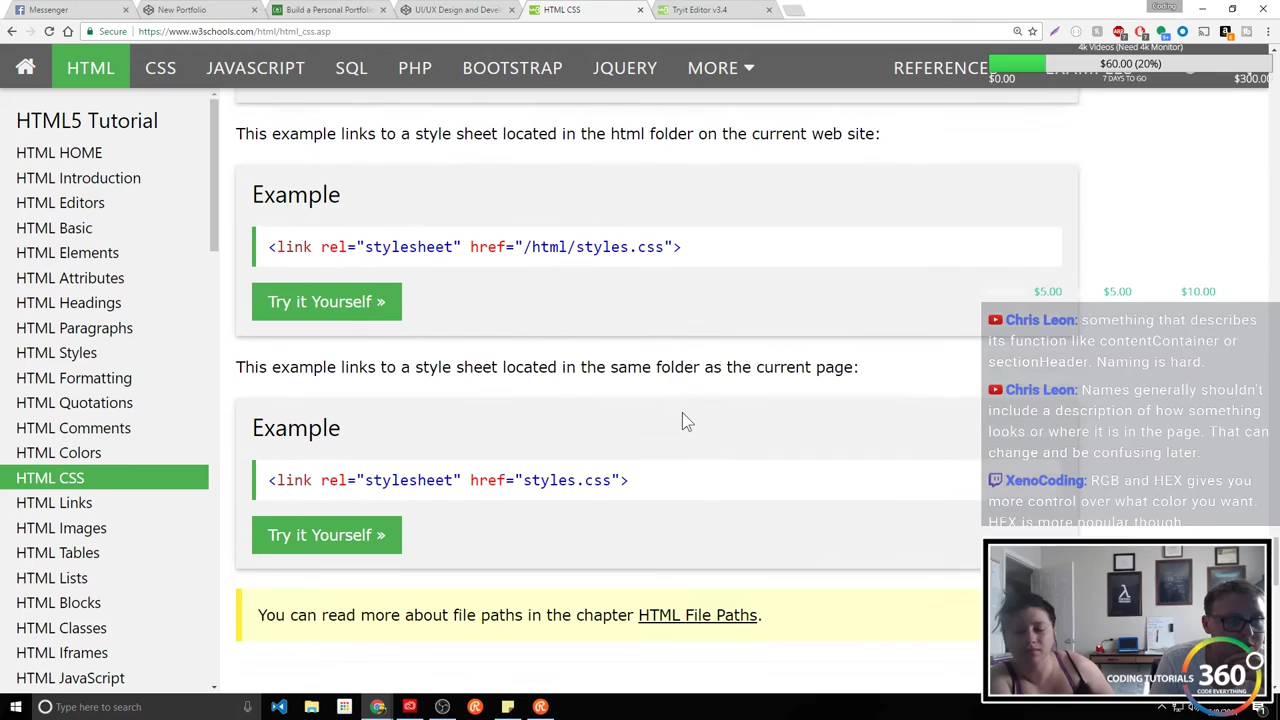 Messenger
New Portfolio
Build a Personal Portfolio
UI/UX Design and Devel
HTML CSS
Tryit Editor v3.4
Coding
Secure
https://www.w3schools.com/html/html_css.asp
4k Videos (Need 4k Monitor)
$60.00 (20%)
$0.00
7 DAYS TO GO
$300.00
HTML
CSS
JAVASCRIPT
SQL
PHP
BOOTSTRAP
JQUERY
MORE
REFERENCE
HTML5 Tutorial
HTML HOME
HTML Introduction
HTML Editors
HTML Basic
HTML Elements
HTML Attributes
HTML Headings
HTML Paragraphs
HTML Styles
HTML Formatting
HTML Quotations
HTML Comments
HTML Colors
HTML CSS
HTML Links
HTML Images
HTML Tables
HTML Lists
HTML Blocks
HTML Classes
HTML Iframes
HTML JavaScript
This example links to a style sheet located in the html folder on the current web site:
Example
<link rel="stylesheet" href="/html/styles.css">
Try it Yourself »
This example links to a style sheet located in the same folder as the current page:
Example
<link rel="stylesheet" href="styles.css">
Try it Yourself »
You can read more about file paths in the chapter HTML File Paths.
$5.00
$5.00
$10.00
Chris Leon: something that describes
its function like contentContainer or
sectionHeader. Naming is hard.
Chris Leon: Names generally shouldn't
include a description of how something
looks or where it is in the page. That can
change and be confusing later.
XenoCoding: RGB and HEX gives you
more control over what color you want.
HEX is more popular though
CODING TUTORIALS
360
CODE EVERYTHING
Type here to search